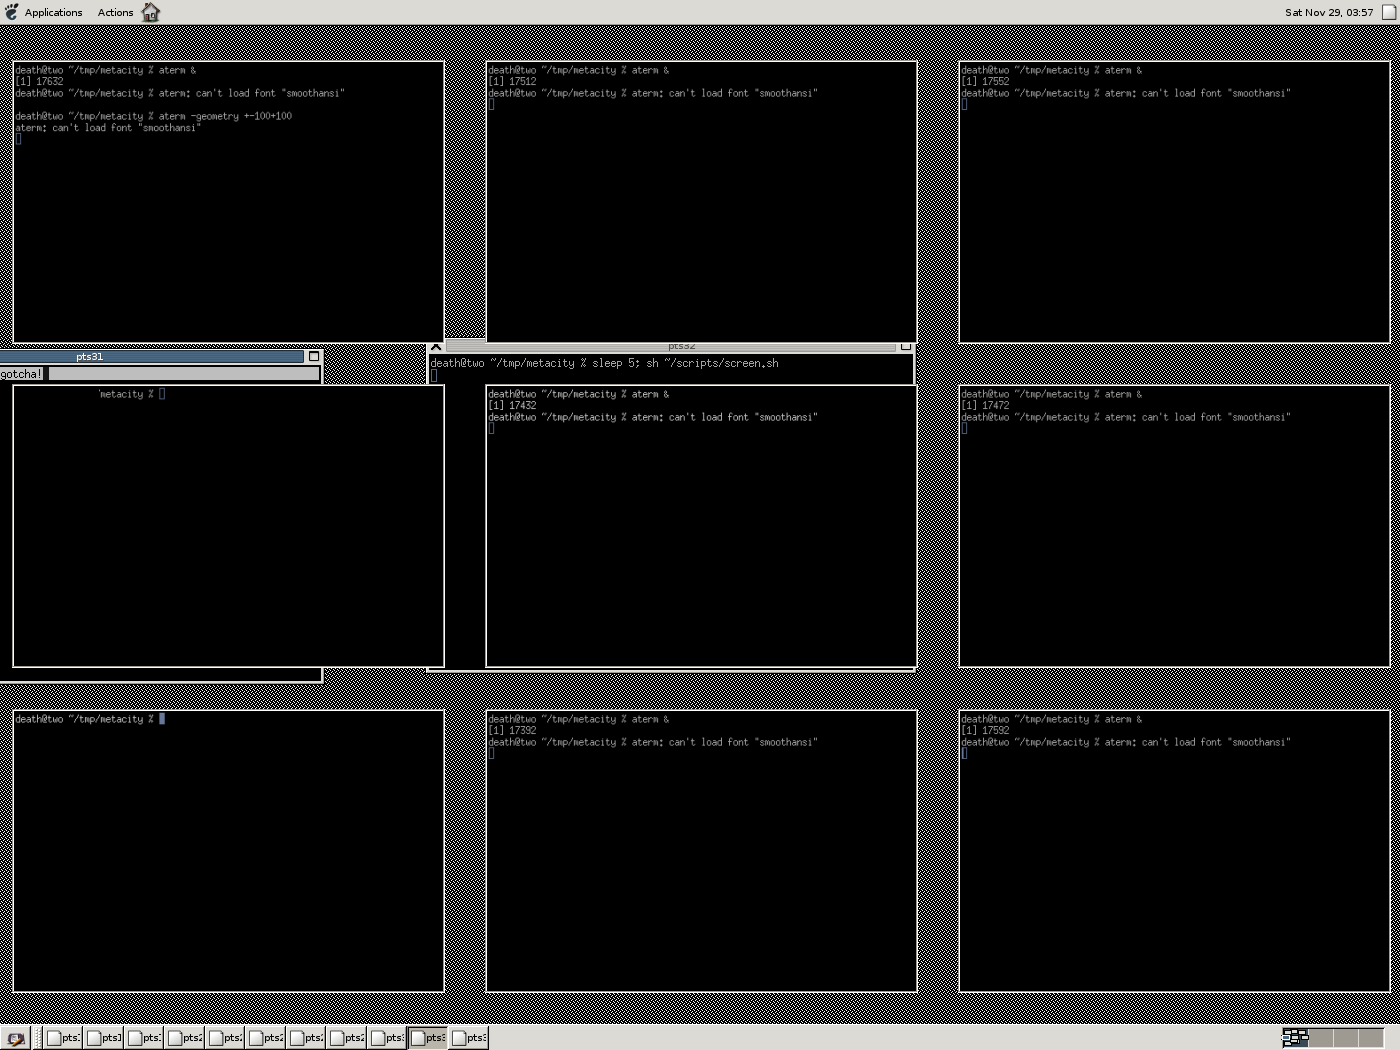 Applications Actions Sat Nov 29, 03:57
death@two ~/tmp/metacity % aterm &
[1] 17632
death@two ~/tmp/metacity % aterm: can't load font "smoothansi"
death@two ~/tmp/metacity % aterm -geometry +-100+100
aterm: can't load font "smoothansi"
death@two ~/tmp/metacity % aterm &
[1] 17512
death@two ~/tmp/metacity % aterm: can't load font "smoothansi"
death@two ~/tmp/metacity % aterm &
[1] 17552
death@two ~/tmp/metacity % aterm: can't load font "smoothansi"
pts31
gotcha!
pts32
death@two ~/tmp/metacity % sleep 5; sh ~/scripts/screen.sh
metacity %
death@two ~/tmp/metacity % aterm &
[1] 17432
death@two ~/tmp/metacity % aterm: can't load font "smoothansi"
death@two ~/tmp/metacity % aterm &
[1] 17472
death@two ~/tmp/metacity % aterm: can't load font "smoothansi"
death@two ~/tmp/metacity %
death@two ~/tmp/metacity % aterm &
[1] 17392
death@two ~/tmp/metacity % aterm: can't load font "smoothansi"
death@two ~/tmp/metacity % aterm &
[1] 17592
death@two ~/tmp/metacity % aterm: can't load font "smoothansi"
pts pts1 pts pts2 pts pts2 pts pts2 pts pts pts